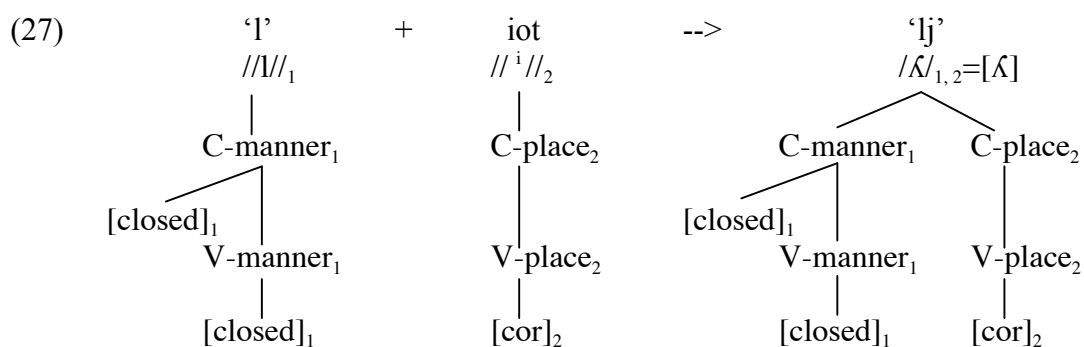 (27) ‘l’ + iot --> ‘lj’
//l//₁ // ⁱ //₂ /ʎ/₁, ₂=[ʎ]
C-manner₁ C-place₂ C-manner₁ C-place₂
[closed]₁ [closed]₁
V-manner₁ V-place₂ V-manner₁ V-place₂
[closed]₁ [cor]₂ [closed]₁ [cor]₂